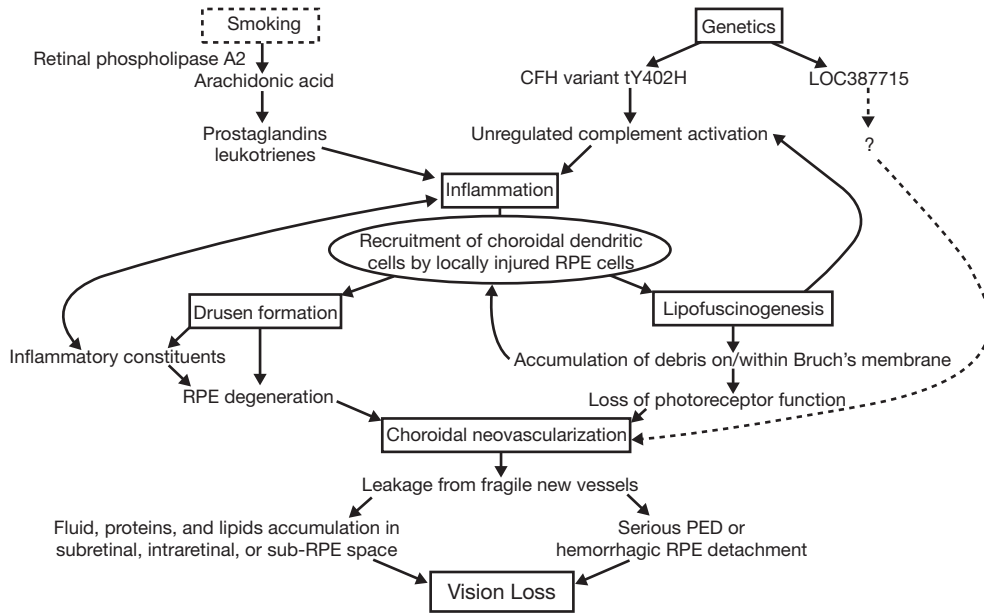 Smoking
Genetics
Retinal phospholipase A2
Arachidonic acid
CFH variant tY402H
LOC387715
Prostaglandins
leukotrienes
Unregulated complement activation
?
Inflammation
Recruitment of choroidal dendritic
cells by locally injured RPE cells
Drusen formation
Lipofuscinogenesis
Inflammatory constituents
Accumulation of debris on/within Bruch's membrane
RPE degeneration
Loss of photoreceptor function
Choroidal neovascularization
Leakage from fragile new vessels
Fluid, proteins, and lipids accumulation in
subretinal, intraretinal, or sub-RPE space
Serious PED or
hemorrhagic RPE detachment
Vision Loss